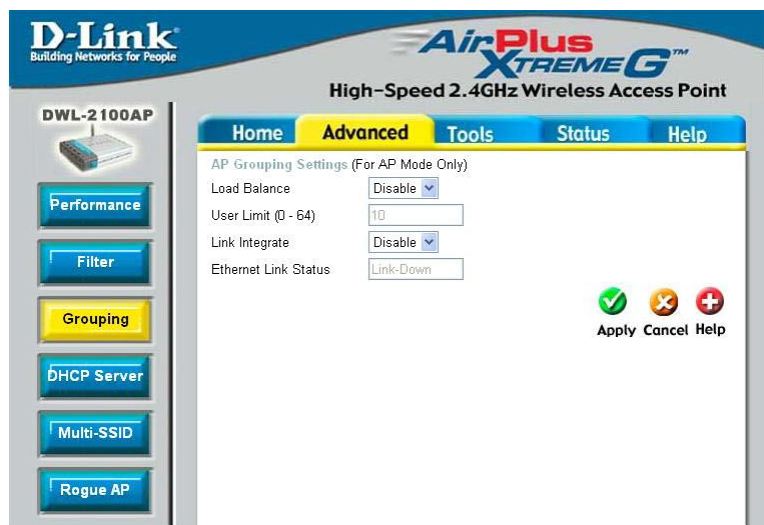 D-Link
Building Networks for People
AirPlus
XTREME G™
High-Speed 2.4GHz Wireless Access Point
DWL-2100AP
Home Advanced Tools Status Help
AP Grouping Settings (For AP Mode Only)
Load Balance Disable
User Limit (0 - 64) 10
Link Integrate Disable
Ethernet Link Status Link-Down
Apply Cancel Help
Performance
Filter
Grouping
DHCP Server
Multi-SSID
Rogue AP